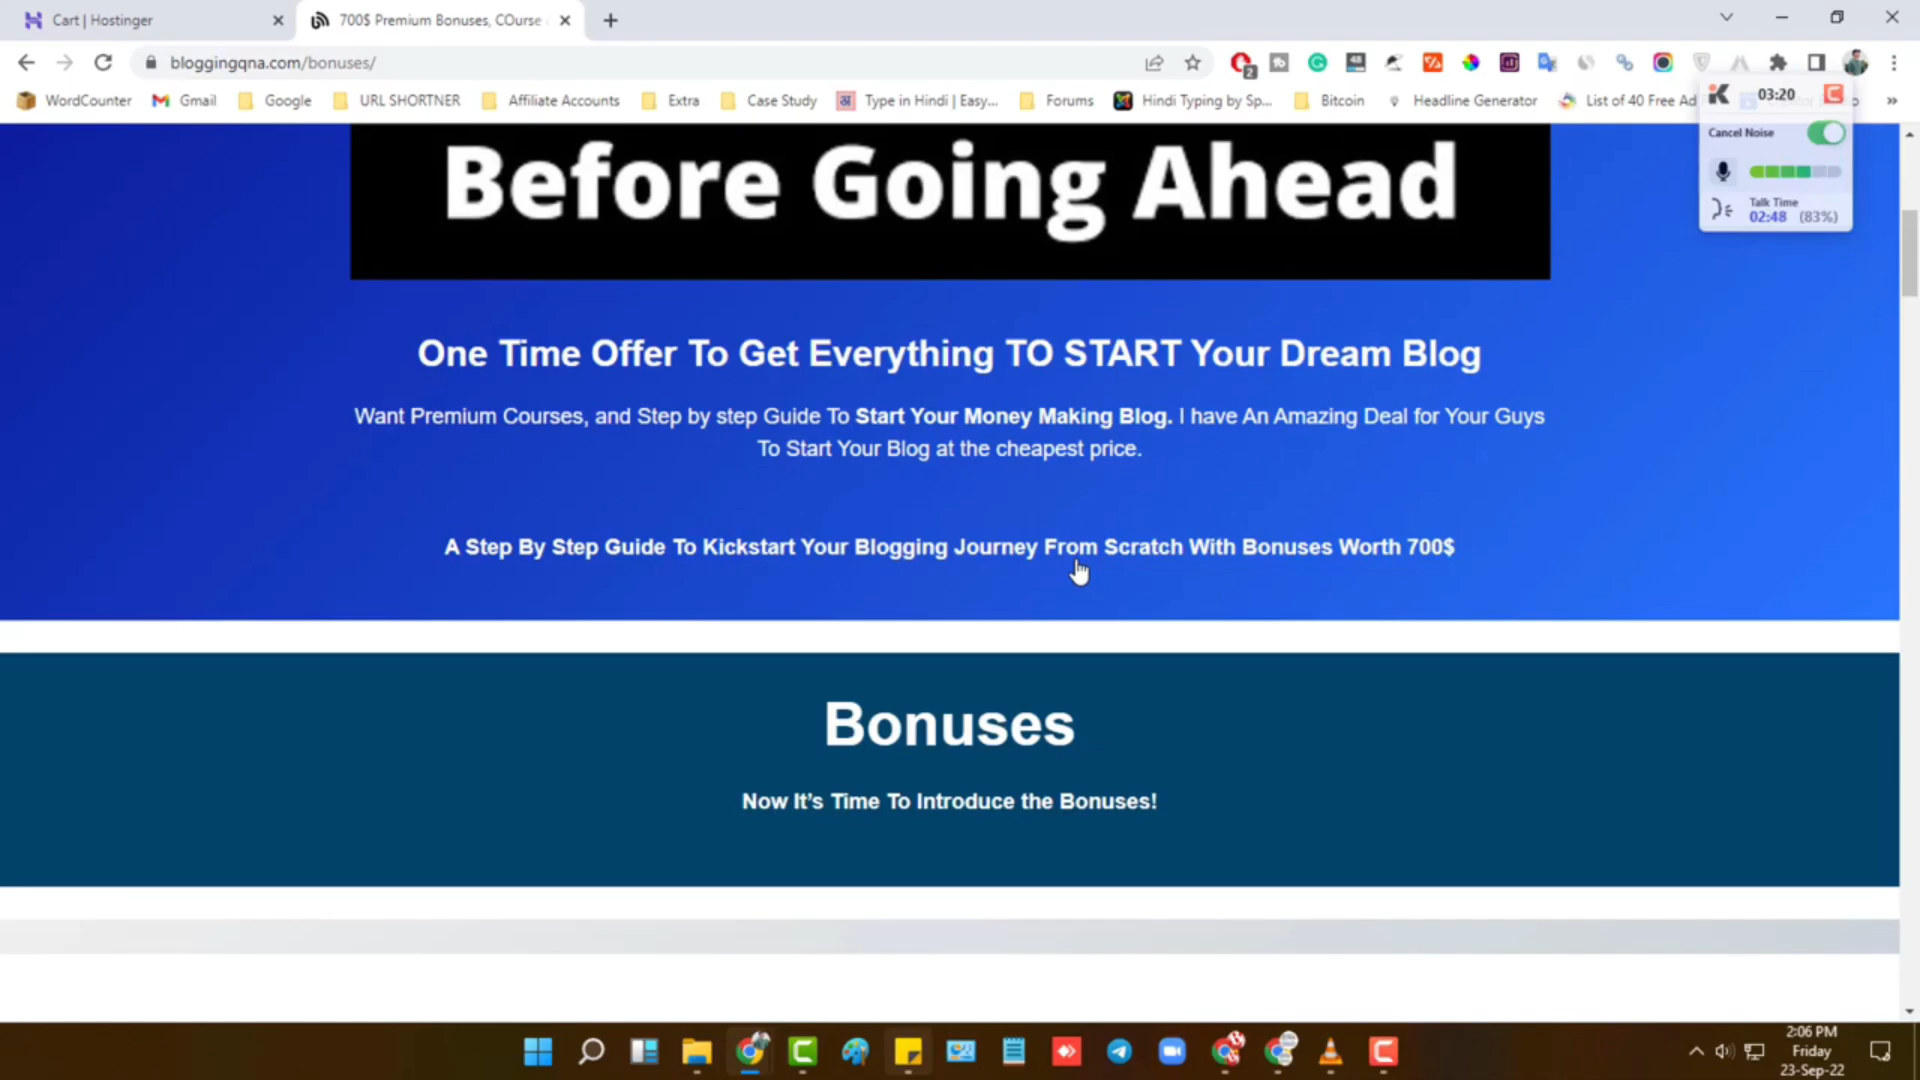 Cart | Hostinger
700$ Premium Bonuses, COurse
bloggingqna.com/bonuses/
WordCounter
Gmail
Google
URL SHORTNER
Affiliate Accounts
Extra
Case Study
Type in Hindi | Easy...
Forums
Hindi Typing by Sp...
Bitcoin
Headline Generator
List of 40 Free Ad
03:20
Cancel Noise
Talk Time
02:48 (83%)
Before Going Ahead
One Time Offer To Get Everything TO START Your Dream Blog
Want Premium Courses, and Step by step Guide To Start Your Money Making Blog. I have An Amazing Deal for Your Guys
To Start Your Blog at the cheapest price.
A Step By Step Guide To Kickstart Your Blogging Journey From Scratch With Bonuses Worth 700$
Bonuses
Now It's Time To Introduce the Bonuses!
2:06 PM
Friday
23-Sep-22